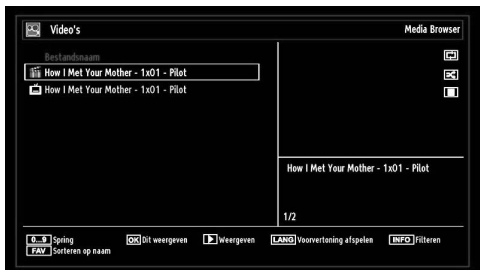 Video's
Media Browser
Bestandsnaam
How I Met Your Mother - 1x01 - Pilot
How I Met Your Mother - 1x01 - Pilot
How I Met Your Mother - 1x01 - Pilot
1/2
0...9 Spring
OK Dit weergeven
Weergeven
LANG Voorvertoning afspelen
INFO Filteren
FAV Sorteren op naam